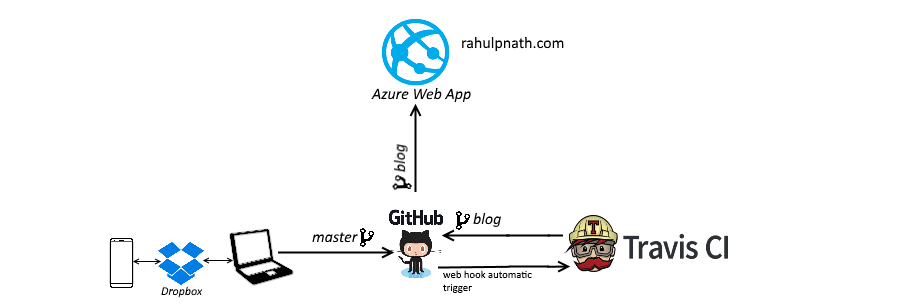 rahulpnath.com
Azure Web App
blog
GitHub
blog
master
T
Travis CI
web hook automatic
trigger
Dropbox